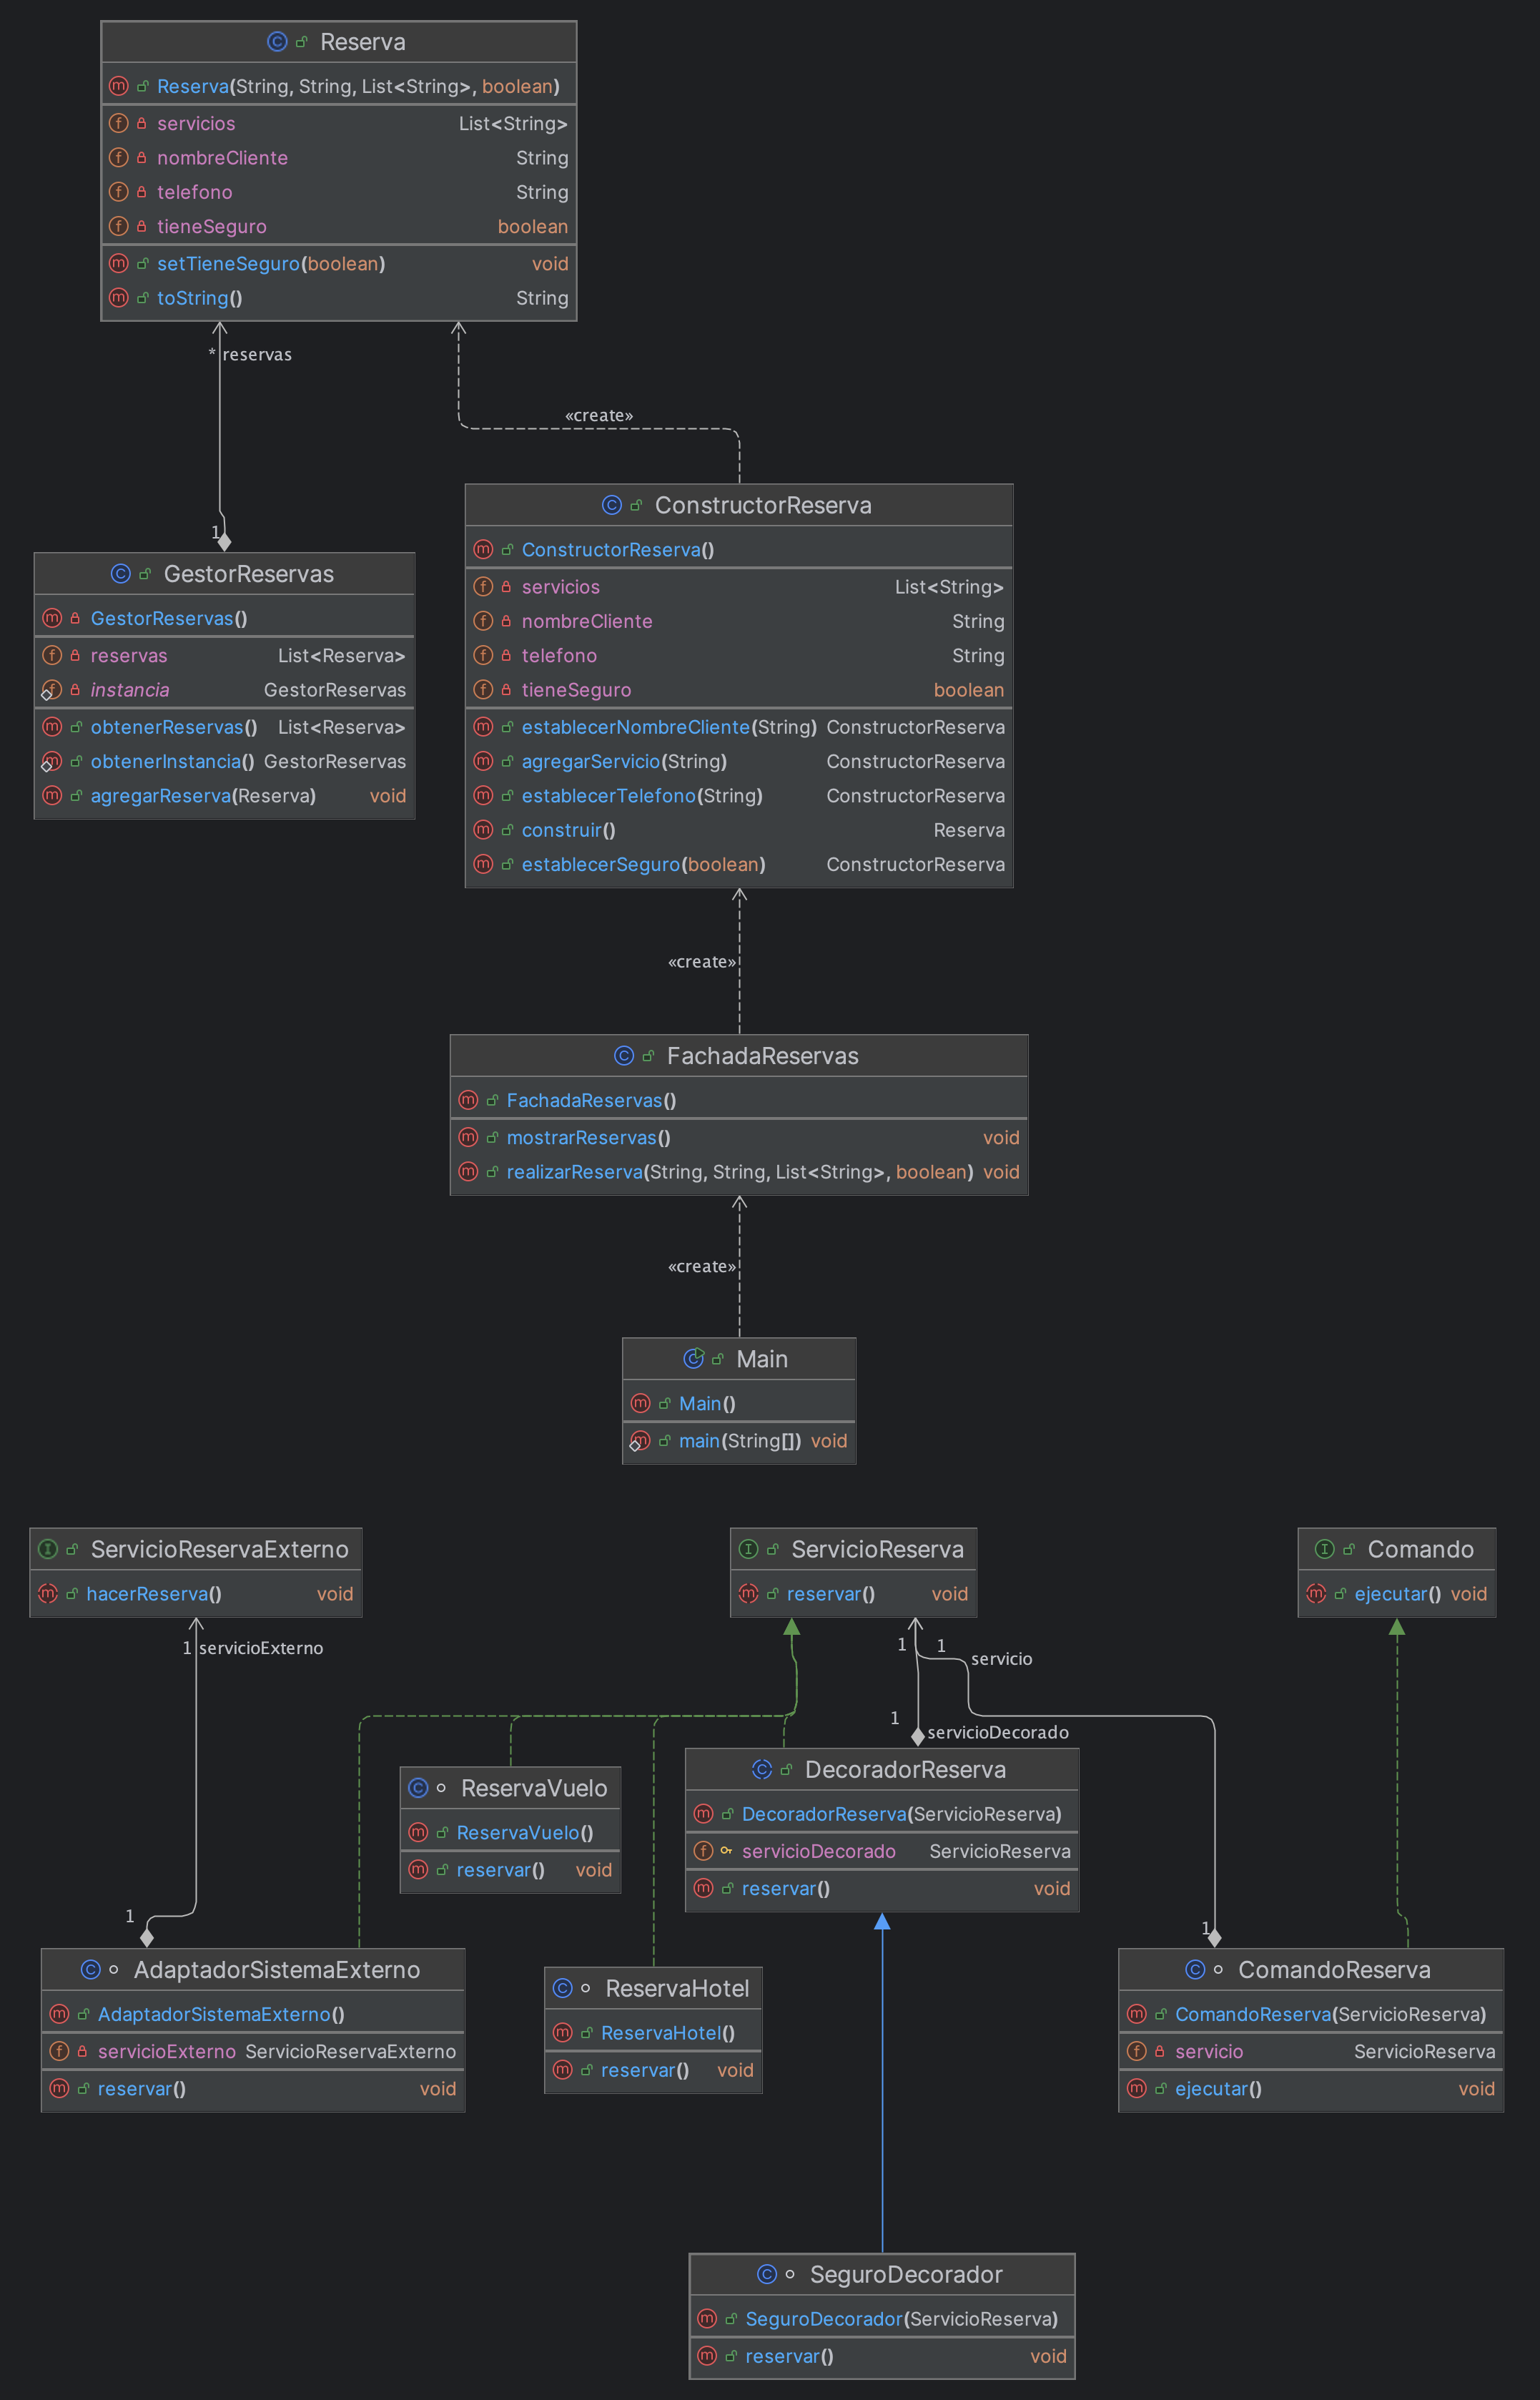 Reserva
Reserva(String, String, List<String>, boolean)
servicios List<String>
nombreCliente String
telefono String
tieneSeguro boolean
setTieneSeguro(boolean) void
toString() String
* reservas
«create»
1
ConstructorReserva
ConstructorReserva()
servicios List<String>
nombreCliente String
telefono String
tieneSeguro boolean
establecerNombreCliente(String) ConstructorReserva
agregarServicio(String) ConstructorReserva
establecerTelefono(String) ConstructorReserva
construir() Reserva
establecerSeguro(boolean) ConstructorReserva
GestorReservas
GestorReservas()
reservas List<Reserva>
instancia GestorReservas
obtenerReservas() List<Reserva>
obtenerInstancia() GestorReservas
agregarReserva(Reserva) void
«create»
FachadaReservas
FachadaReservas()
mostrarReservas() void
realizarReserva(String, String, List<String>, boolean) void
«create»
Main
Main()
main(String[]) void
ServicioReservaExterno
hacerReserva() void
ServicioReserva
reservar() void
Comando
ejecutar() void
1 servicioExterno
1 1
servicio
1
servicioDecorado
ReservaVuelo
ReservaVuelo()
reservar() void
DecoradorReserva
DecoradorReserva(ServicioReserva)
servicioDecorado ServicioReserva
reservar() void
1
1
AdaptadorSistemaExterno
AdaptadorSistemaExterno()
servicioExterno ServicioReservaExterno
reservar() void
ReservaHotel
ReservaHotel()
reservar() void
ComandoReserva
ComandoReserva(ServicioReserva)
servicio ServicioReserva
ejecutar() void
SeguroDecorador
SeguroDecorador(ServicioReserva)
reservar() void